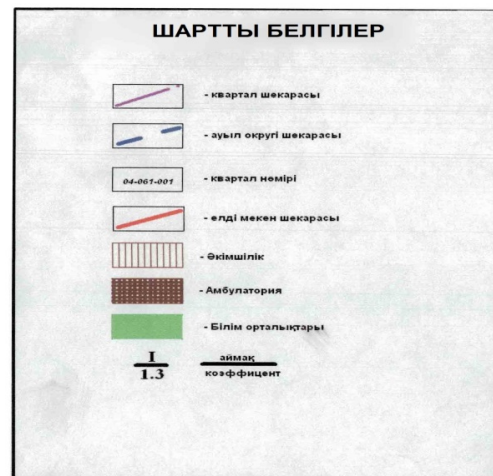 ШАРТТЫ БЕЛГІЛЕР
- квартал шекарасы
- ауыл округі шекарасы
04-061-001 - квартал нөмірі
- елді мекен шекарасы
- Әкімшілік
- Амбулатория
- Білім орталықтары
I аймақ
1.3 коэффицент